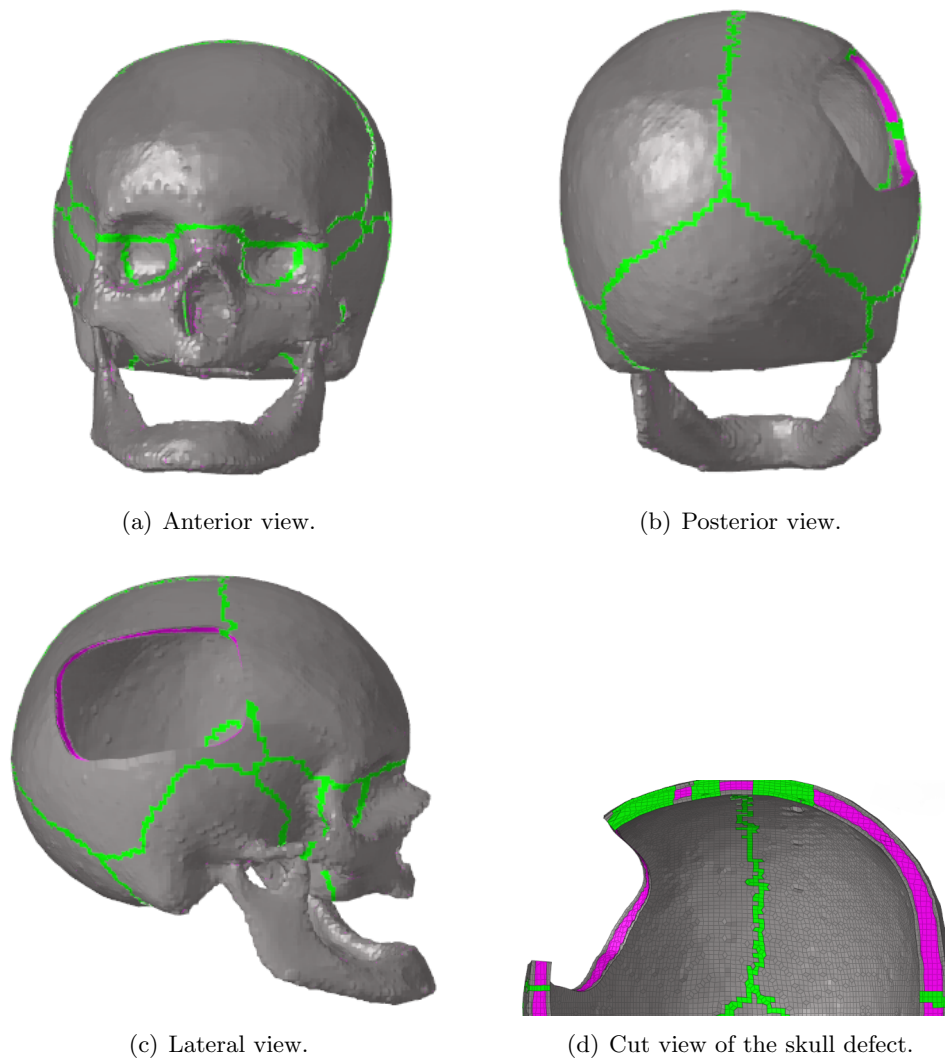 (a) Anterior view.
(b) Posterior view.
(c) Lateral view.
(d) Cut view of the skull defect.